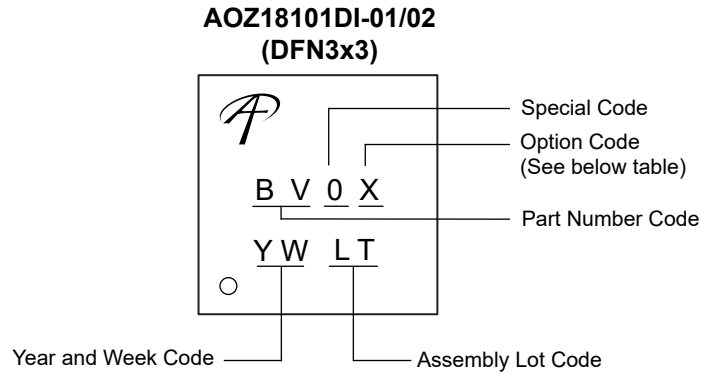 AOZ18101DI-01/02
(DFN3x3)
Special Code
Option Code
(See below table)
B V 0 X
Part Number Code
Y W L T
Year and Week Code
Assembly Lot Code